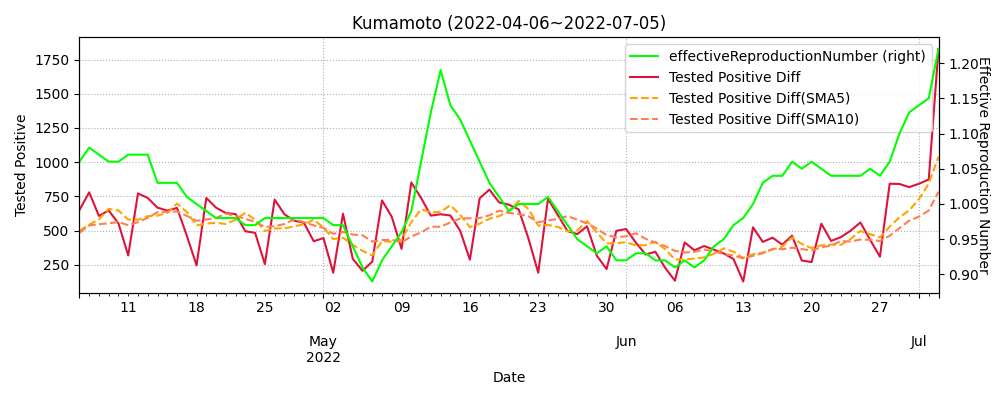 Kumamoto (2022-04-06~2022-07-05)
effectiveReproductionNumber (right)
Tested Positive Diff
Tested Positive Diff(SMA5)
Tested Positive Diff(SMA10)
Tested Positive
1750
1500
1250
1000
750
500
250
1.20
1.15
1.10
1.05
1.00
0.95
0.90
Effective Reproduction Number
11 18 25 02 09 16 23 30 06 13 20 27
May Jun Jul
2022
Date